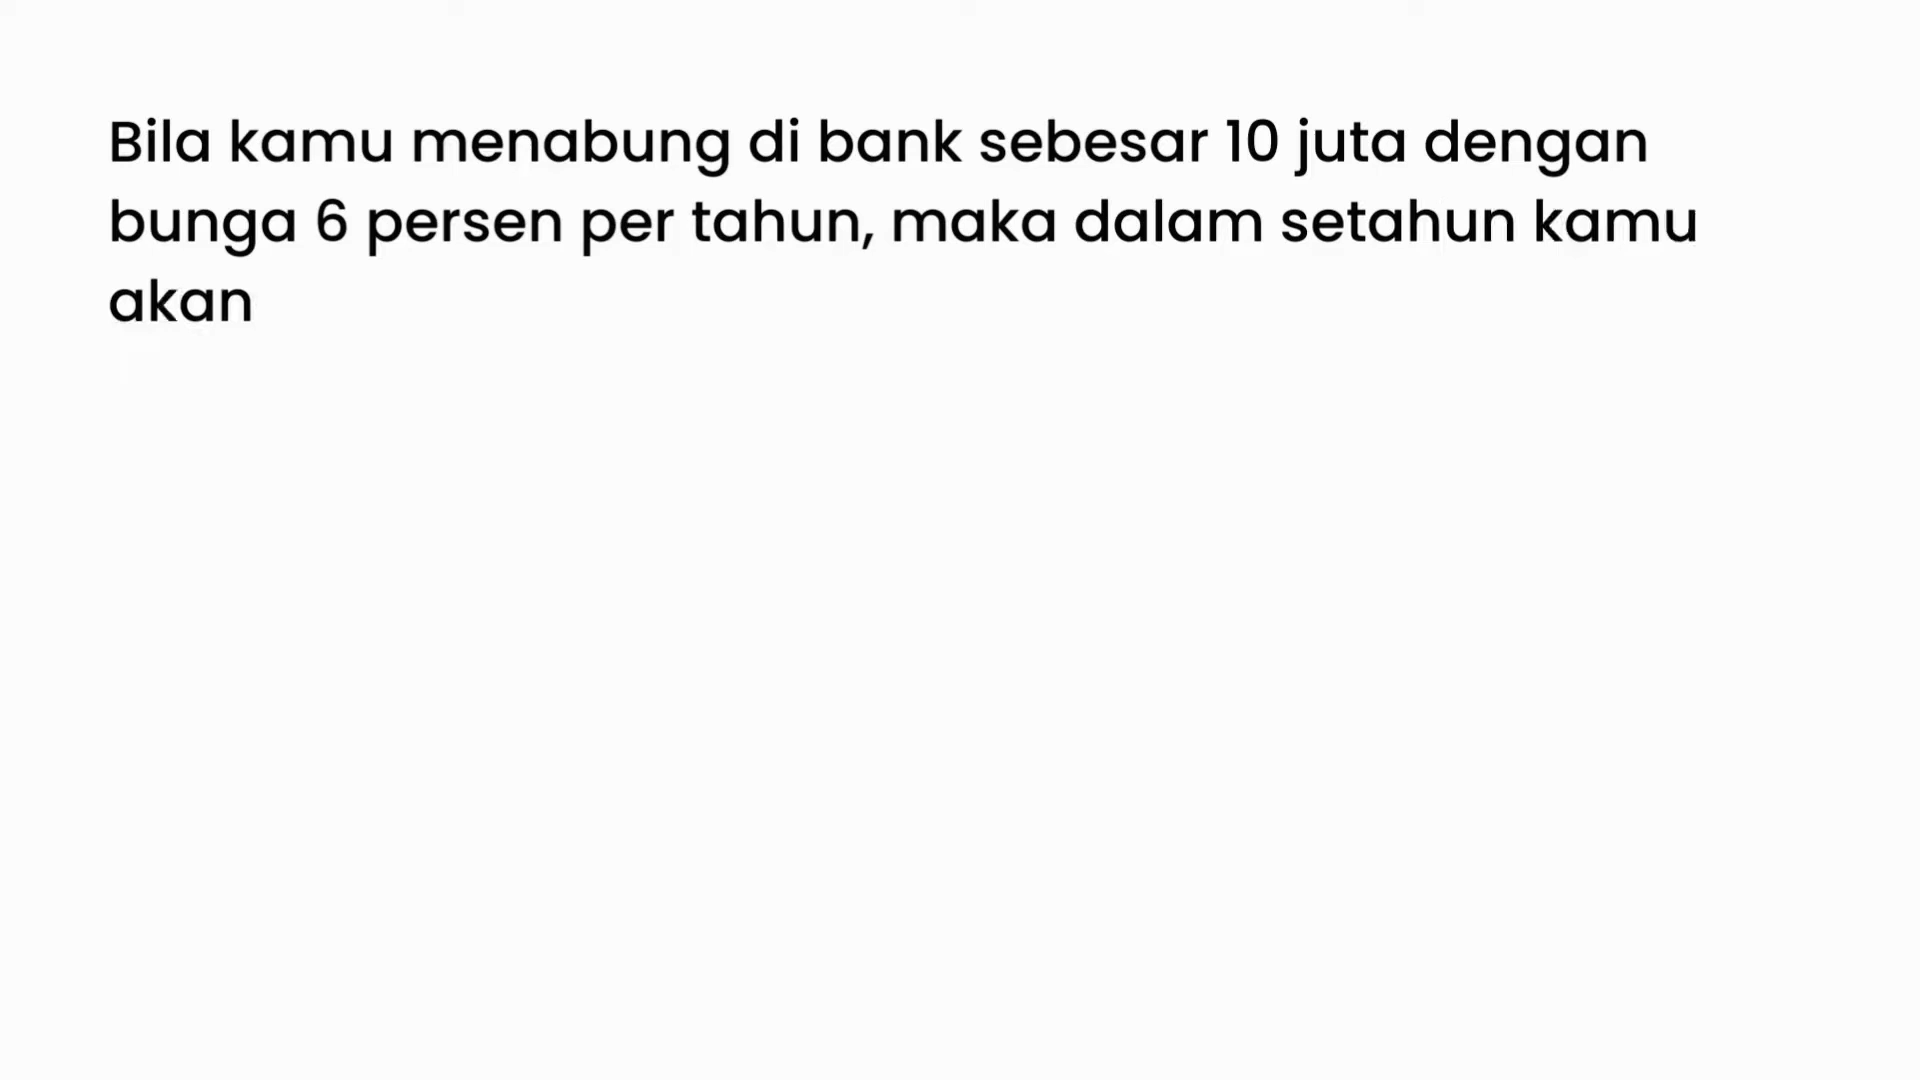 Bila kamu menabung di bank sebesar 10 juta dengan
bunga 6 persen per tahun, maka dalam setahun kamu
akan